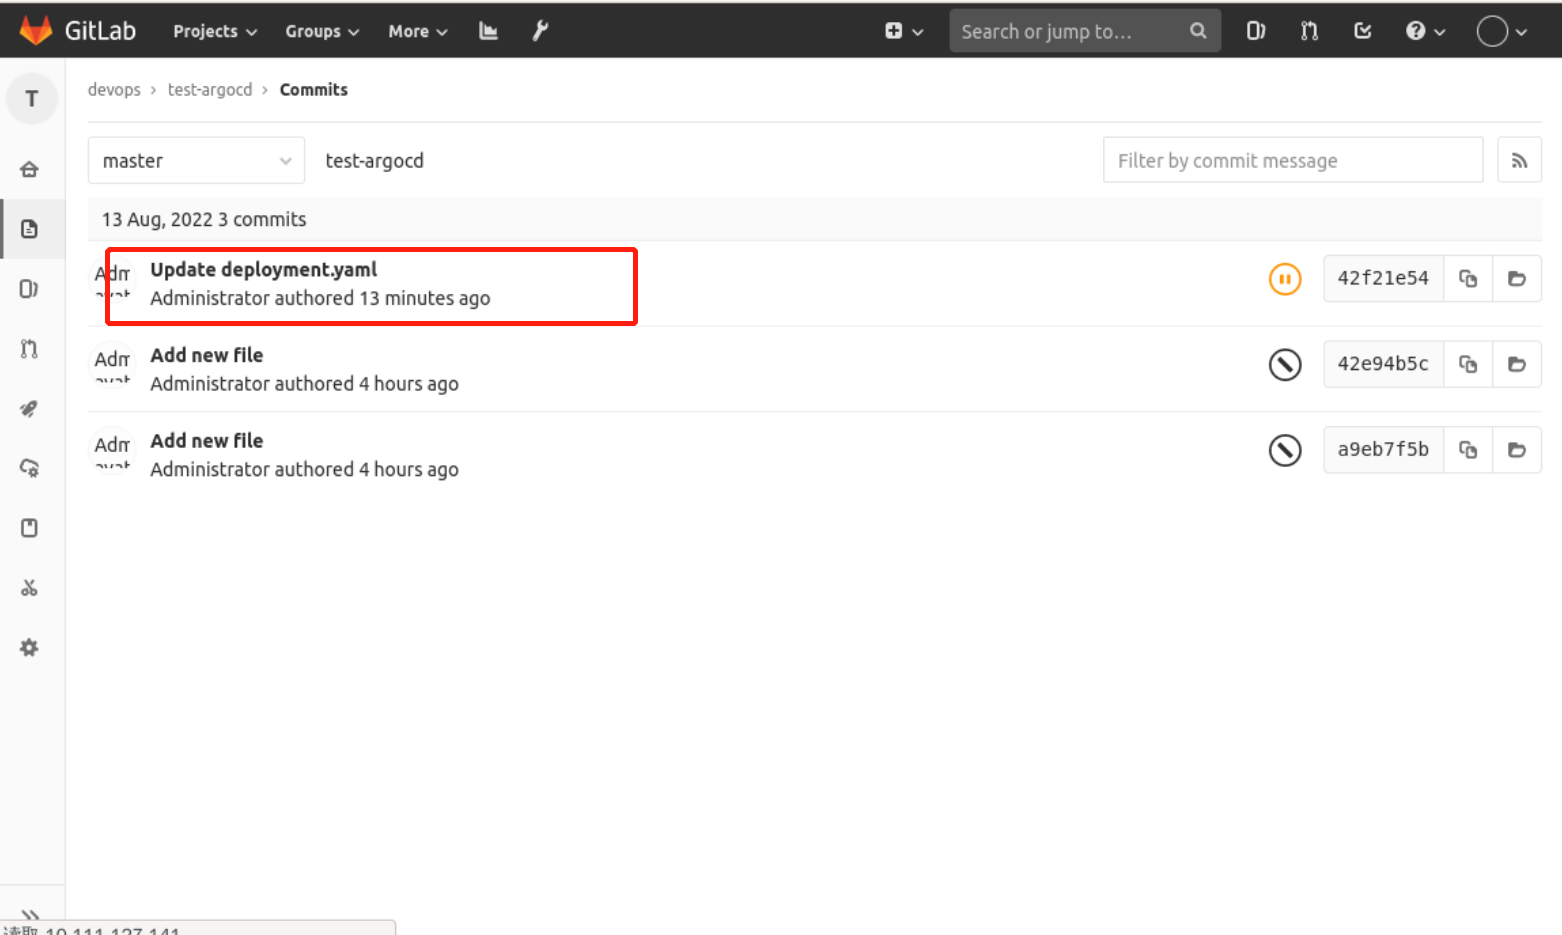 GitLab Projects Groups More Search or jump to...
T
devops › test-argocd › Commits
master test-argocd Filter by commit message
13 Aug, 2022 3 commits
Update deployment.yaml
Administrator authored 13 minutes ago
42f21e54
Add new file
Administrator authored 4 hours ago
42e94b5c
Add new file
Administrator authored 4 hours ago
a9eb7f5b
读取 10.111.127.141